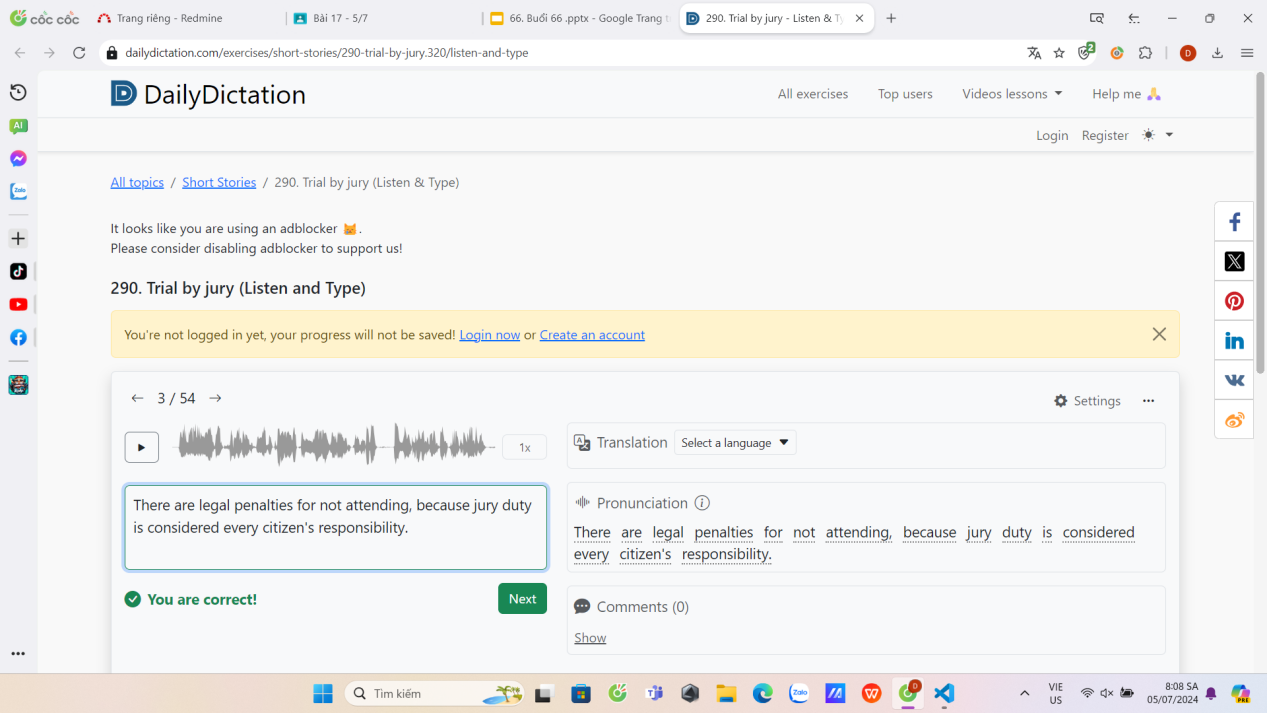 cốc cốc
Trang riêng - Redmine
Bài 17 - 5/7
66. Buổi 66 .pptx - Google Trang t
290. Trial by jury - Listen & Ty
dailydictation.com/exercises/short-stories/290-trial-by-jury.320/listen-and-type
2
D
DailyDictation
All exercises
Top users
Videos lessons
Help me
AI
Login
Register
Zalo
All topics / Short Stories / 290. Trial by jury (Listen & Type)
It looks like you are using an adblocker .
Please consider disabling adblocker to support us!
290. Trial by jury (Listen and Type)
You're not logged in yet, your progress will not be saved! Login now or Create an account
3 / 54
Settings
1x
Translation
Select a language
There are legal penalties for not attending, because jury duty
is considered every citizen's responsibility.
Pronunciation
There are legal penalties for not attending, because jury duty is considered
every citizen's responsibility.
You are correct!
Next
Comments (0)
Show
Tìm kiếm
Zalo
D
VIE
US
8:08 SA
05/07/2024
PRE